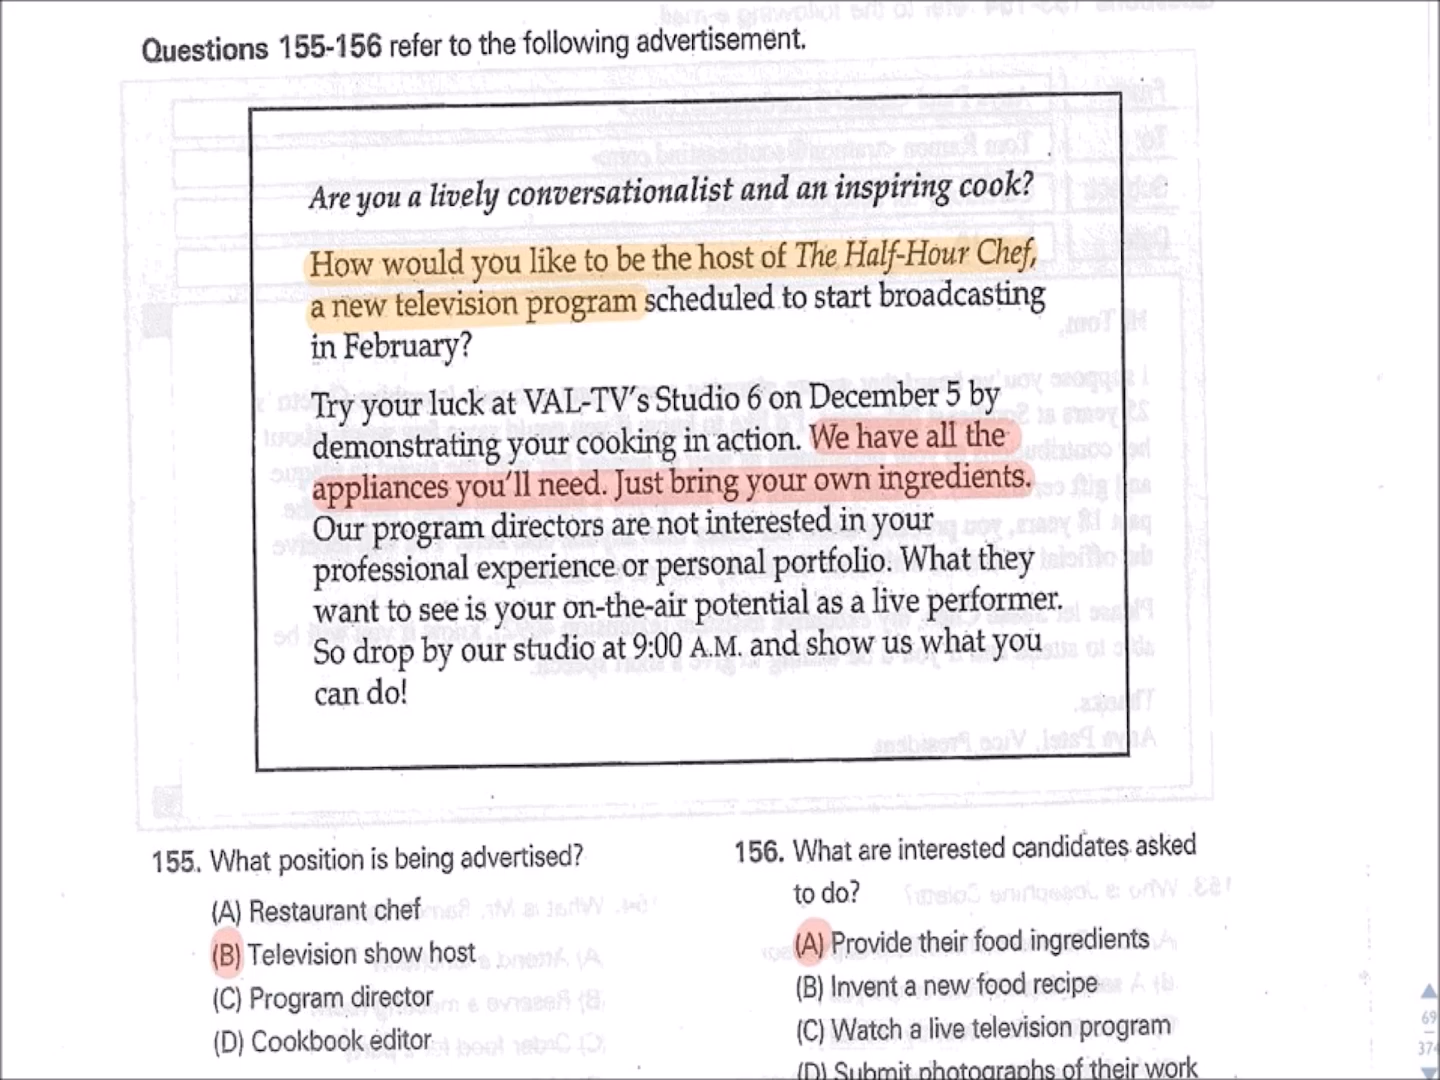 Questions 155-156 refer to the following advertisement.
Are you a lively conversationalist and an inspiring cook?
How would you like to be the host of The Half-Hour Chef,
a new television program scheduled to start broadcasting
in February?
Try your luck at VAL-TV's Studio 6 on December 5 by
demonstrating your cooking in action. We have all the
appliances you'll need. Just bring your own ingredients.
Our program directors are not interested in your
professional experience or personal portfolio. What they
want to see is your on-the-air potential as a live performer.
So drop by our studio at 9:00 A.M. and show us what you
can do!
155. What position is being advertised?
(A) Restaurant chef
(B) Television show host
(C) Program director
(D) Cookbook editor
156. What are interested candidates asked
to do?
(A) Provide their food ingredients
(B) Invent a new food recipe
(C) Watch a live television program
(D) Submit photographs of their work
69
374